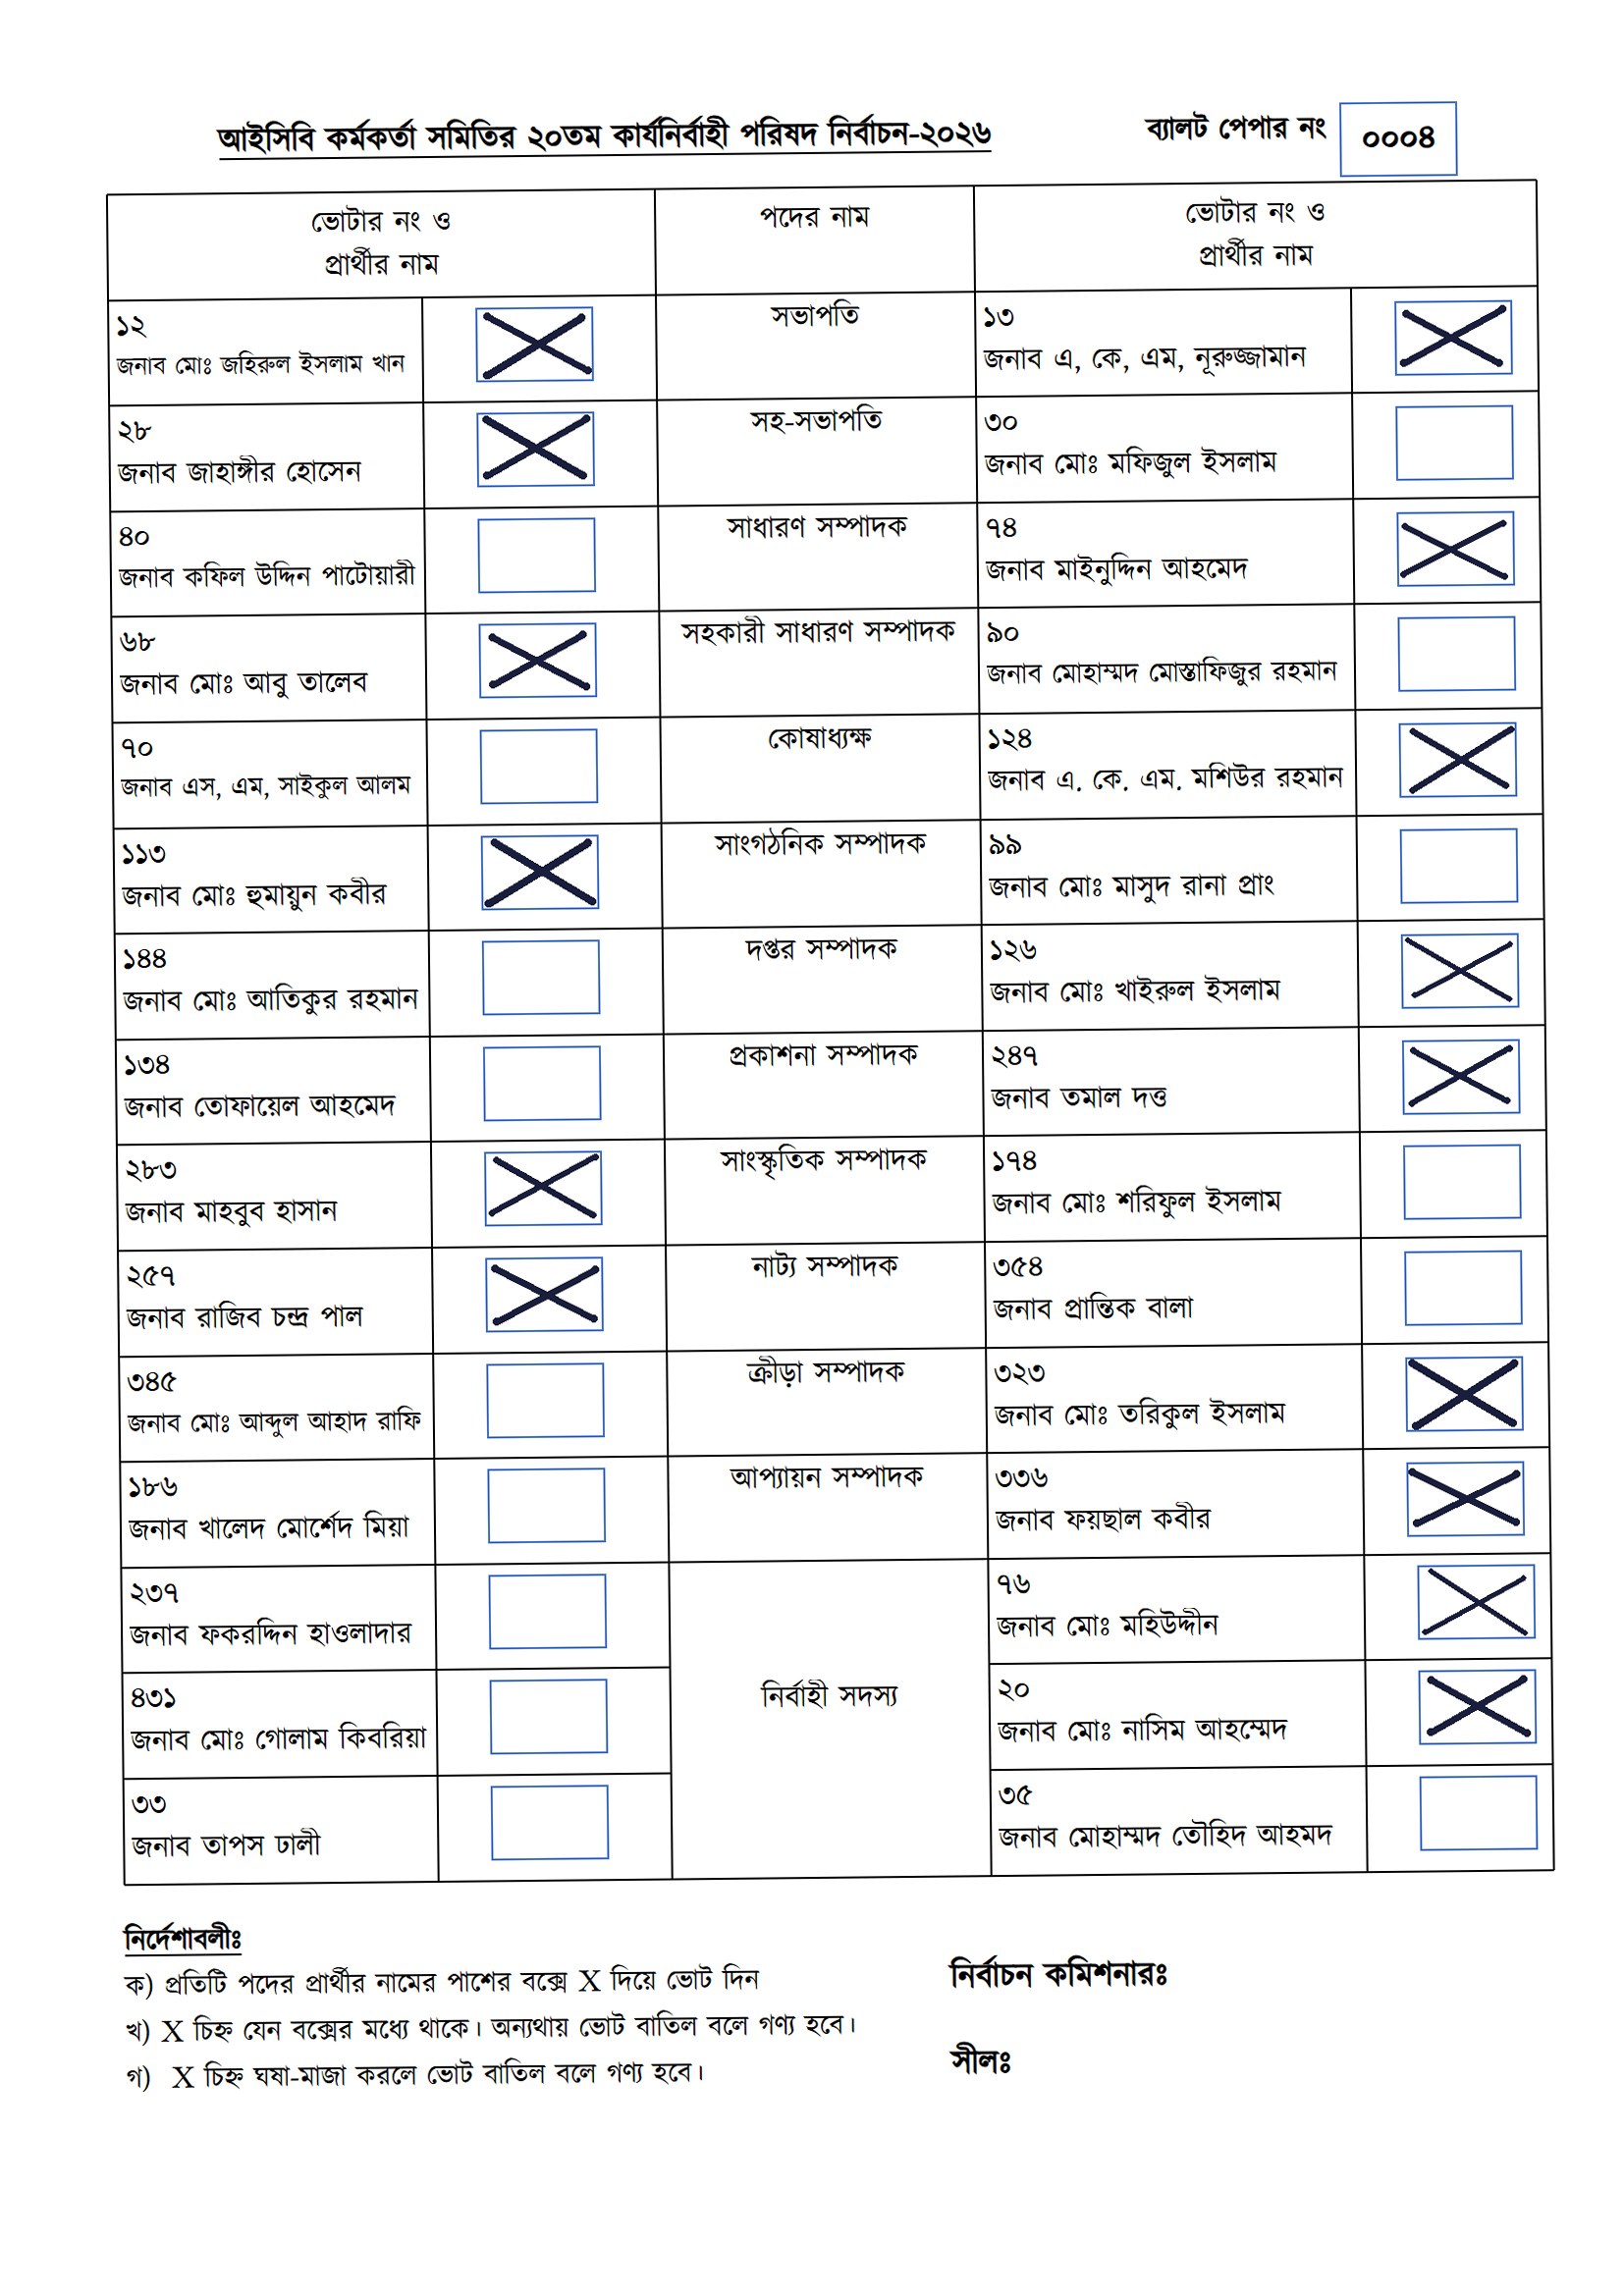 আইসিবি কর্মকর্তা সমিতির ২০তম কার্যনির্বাহী পরিষদ নির্বাচন-২০২৬ ব্যালট পেপার নং ০০০৪
ভোটার নং ও পদের নাম ভোটার নং ও
প্রার্থীর নাম প্রার্থীর নাম
১২ সভাপতি ১৩
জনাব মোঃ জহিরুল ইসলাম খান জনাব এ, কে, এম, নূরুজ্জামান
২৮ সহ-সভাপতি ৩০
জনাব জাহাঙ্গীর হোসেন জনাব মোঃ মফিজুল ইসলাম
৪০ সাধারণ সম্পাদক ৭৪
জনাব কফিল উদ্দিন পাটোয়ারী জনাব মাইনুদ্দিন আহমেদ
৬৮ সহকারী সাধারণ সম্পাদক ৯০
জনাব মোঃ আবু তালেব জনাব মোহাম্মদ মোস্তাফিজুর রহমান
৭০ কোষাধ্যক্ষ ১২৪
জনাব এস, এম, সাইকুল আলম জনাব এ. কে. এম. মশিউর রহমান
১১৩ সাংগঠনিক সম্পাদক ৯৯
জনাব মোঃ হুমায়ুন কবীর জনাব মোঃ মাসুদ রানা প্রাং
১৪৪ দপ্তর সম্পাদক ১২৬
জনাব মোঃ আতিকুর রহমান জনাব মোঃ খাইরুল ইসলাম
১৩৪ প্রকাশনা সম্পাদক ২৪৭
জনাব তোফায়েল আহমেদ জনাব তমাল দত্ত
২৮৩ সাংস্কৃতিক সম্পাদক ১৭৪
জনাব মাহবুব হাসান জনাব মোঃ শরিফুল ইসলাম
২৫৭ নাট্য সম্পাদক ৩৫৪
জনাব রাজিব চন্দ্র পাল জনাব প্রান্তিক বালা
৩৪৫ ক্রীড়া সম্পাদক ৩২৩
জনাব মোঃ আব্দুল আহাদ রাফি জনাব মোঃ তরিকুল ইসলাম
১৮৬ আপ্যায়ন সম্পাদক ৩৩৬
জনাব খালেদ মোর্শেদ মিয়া জনাব ফয়ছাল কবীর
২৩৭ ৭৬
জনাব ফকরদ্দিন হাওলাদার জনাব মোঃ মহিউদ্দীন
৪৩১ নির্বাহী সদস্য ২০
জনাব মোঃ গোলাম কিবরিয়া জনাব মোঃ নাসিম আহম্মেদ
৩৩ ৩৫
জনাব তাপস ঢালী জনাব মোহাম্মদ তৌহিদ আহমদ
নির্দেশাবলীঃ
ক) প্রতিটি পদের প্রার্থীর নামের পাশের বক্সে X দিয়ে ভোট দিন নির্বাচন কমিশনারঃ
খ) X চিহ্ন যেন বক্সের মধ্যে থাকে। অন্যথায় ভোট বাতিল বলে গণ্য হবে।
গ) X চিহ্ন ঘষা-মাজা করলে ভোট বাতিল বলে গণ্য হবে। সীলঃ